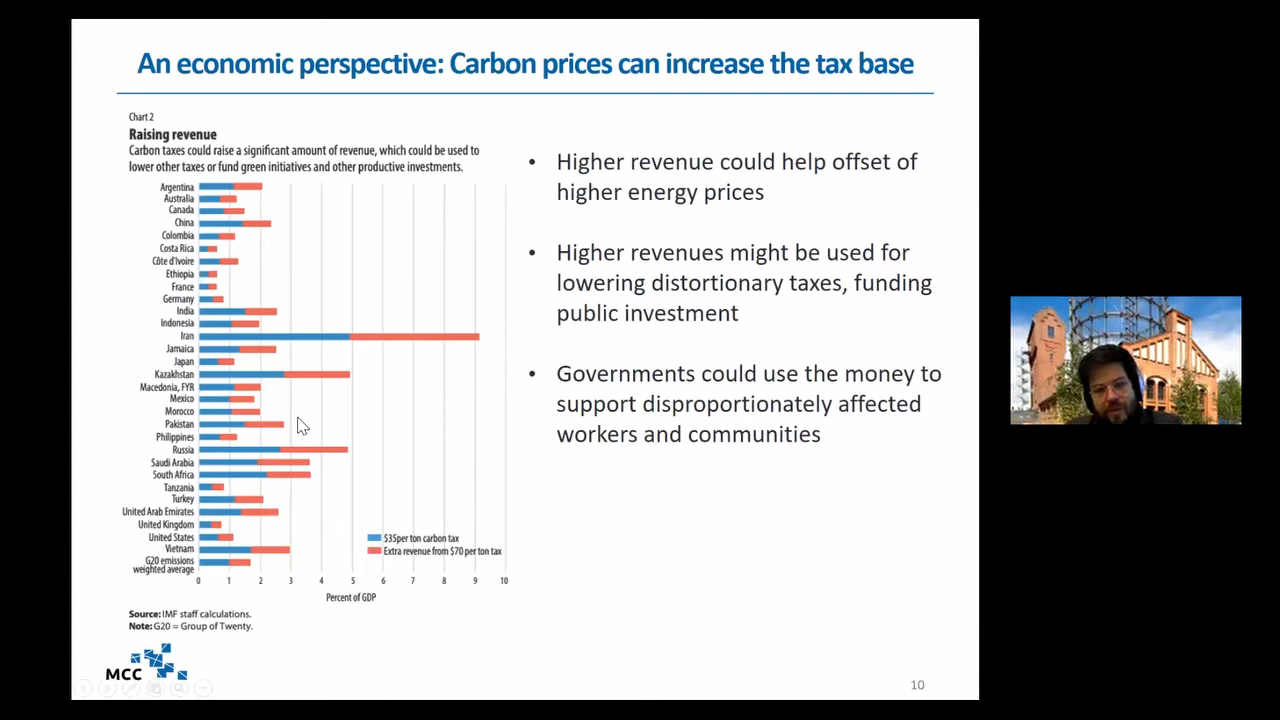 An economic perspective: Carbon prices can increase the tax base
Chart 2
Raising revenue
Carbon taxes could raise a significant amount of revenue, which could be used to
lower other taxes or fund green initiatives and other productive investments.
Argentina
Australia
Canada
China
Colombia
Costa Rica
Côte d'Ivoire
Ethiopia
France
Germany
India
Indonesia
Iran
Jamaica
Japan
Kazakhstan
Macedonia, FYR
Mexico
Morocco
Pakistan
Philippines
Russia
Saudi Arabia
South Africa
Tanzania
Turkey
United Arab Emirates
United Kingdom
United States
Vietnam
G20 emissions
weighted average
$35per ton carbon tax
Extra revenue from $70 per ton tax
0 1 2 3 4 5 6 7 8 9 10
Percent of GDP
Source: IMF staff calculations.
Note: G20 = Group of Twenty.
• Higher revenue could help offset of
higher energy prices
• Higher revenues might be used for
lowering distortionary taxes, funding
public investment
• Governments could use the money to
support disproportionately affected
workers and communities
MCC
10